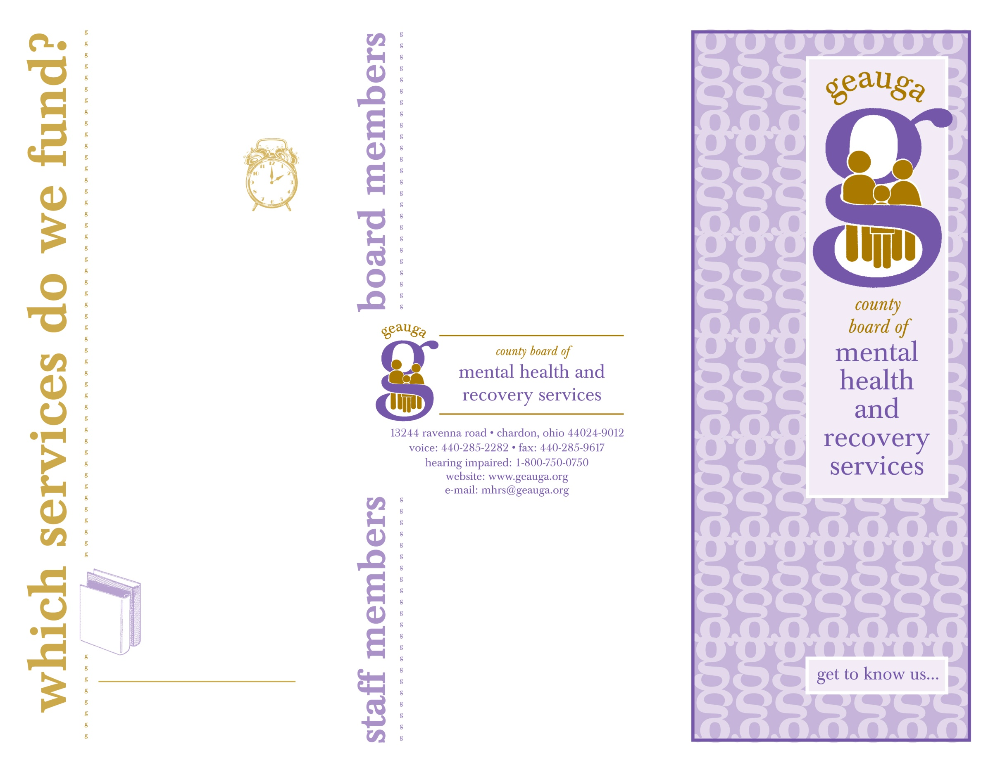 which services do we fund?
board members
geauga
county board of
mental health and
recovery services
13244 ravenna road • chardon, ohio 44024-9012
voice: 440-285-2282 • fax: 440-285-9617
hearing impaired: 1-800-750-0750
website: www.geauga.org
e-mail: mhrs@geauga.org
staff members
geauga
g
county
board of
mental
health
and
recovery
services
get to know us...